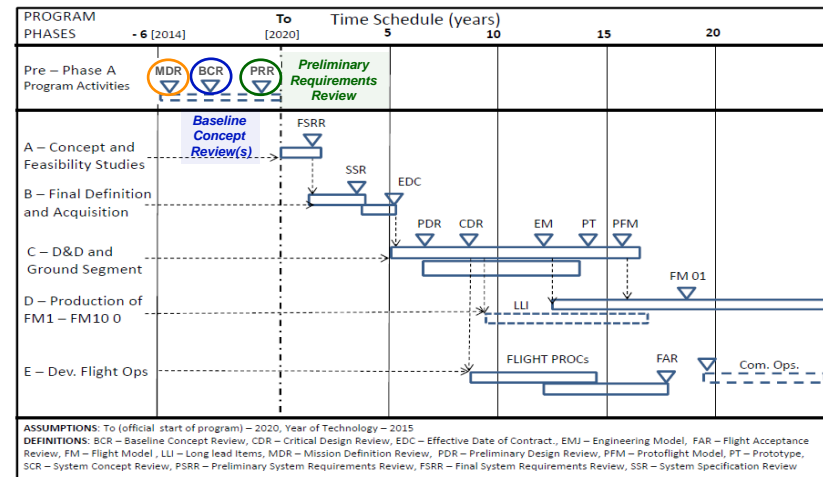 PROGRAM PHASES
To
Time Schedule (years)
- 6 [2014]
[2020]
5
10
15
20
Pre – Phase A
Program Activities
MDR
BCR
PRR
Preliminary
Requirements
Review
Baseline
Concept
Review(s)
A – Concept and
Feasibility Studies
FSRR
B – Final Definition
and Acquisition
SSR
EDC
C – D&D and
Ground Segment
PDR
CDR
EM
PT
PFM
D – Production of
FM1 – FM10 0
LLI
FM 01
E – Dev. Flight Ops
FLIGHT PROCs
FAR
Com. Ops.
ASSUMPTIONS: To (official start of program) – 2020, Year of Technology – 2015
DEFINITIONS: BCR – Baseline Concept Review, CDR – Critical Design Review, EDC – Effective Date of Contract., EMJ – Engineering Model, FAR – Flight Acceptance
Review, FM – Flight Model , LLI – Long lead Items, MDR – Mission Definition Review, PDR – Preliminary Design Review, PFM – Protoflight Model, PT – Prototype,
SCR – System Concept Review, PSRR – Preliminary System Requirements Review, FSRR – Final System Requirements Review, SSR – System Specification Review